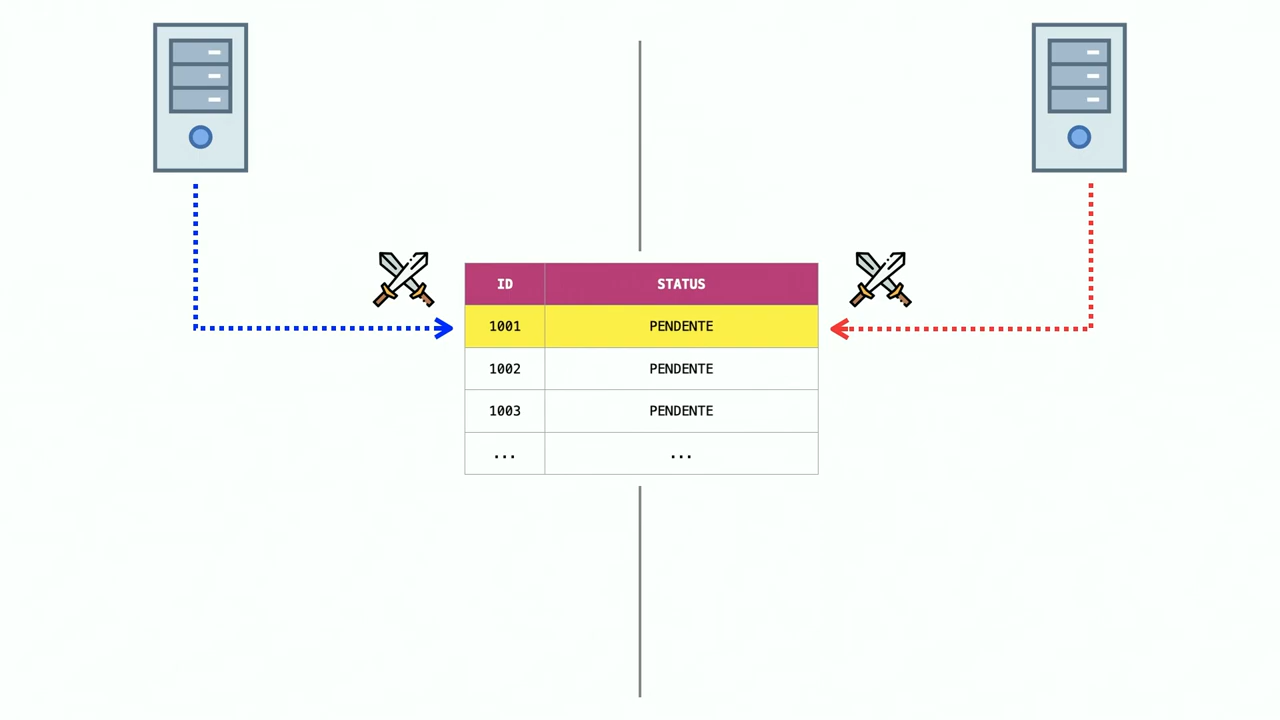 ID STATUS
1001 PENDENTE
1002 PENDENTE
1003 PENDENTE
... ...